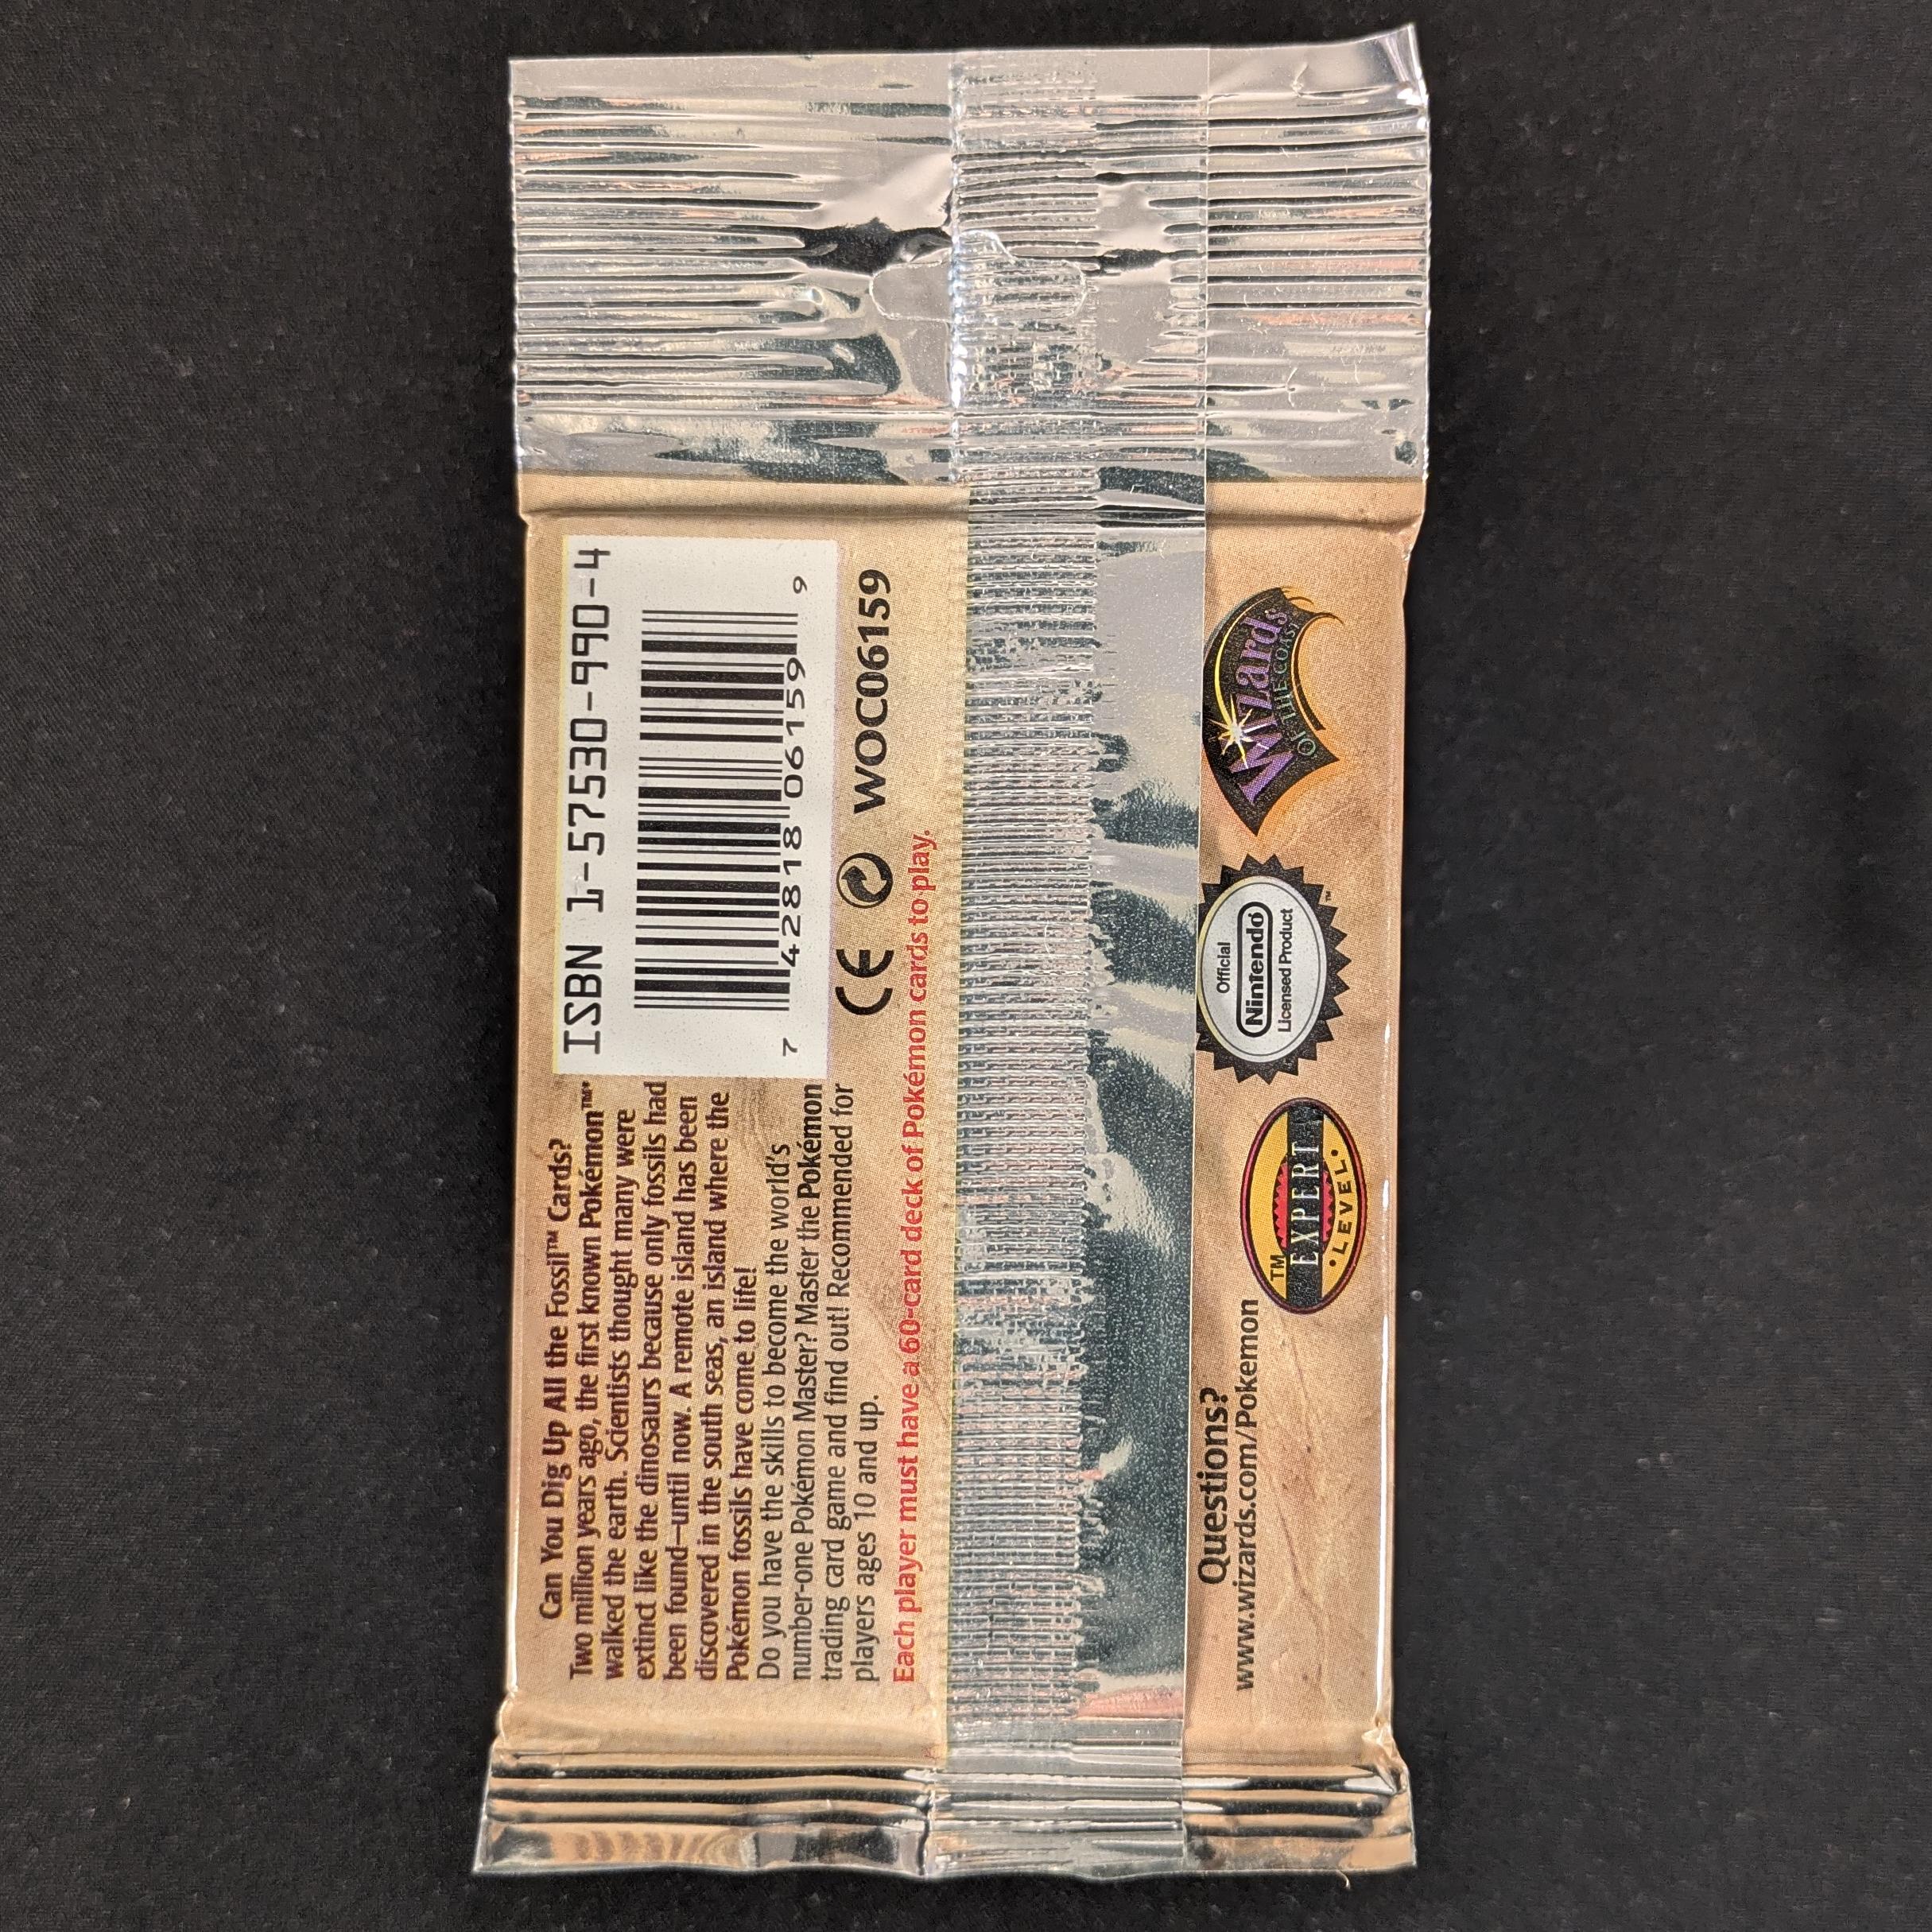 Can You Dig Up All the Fossil™ Cards?
Two million years ago, the first known Pokémon™
walked the earth. Scientists thought many were
extinct like the dinosaurs because only fossils had
been found—until now. A remote island has been
discovered in the south seas, an island where the
Pokémon fossils have come to life!
Do you have the skills to become the world's
number-one Pokémon Master? Master the Pokémon
trading card game and find out! Recommended for
players ages 10 and up.
Each player must have a 60-card deck of Pokémon cards to play.
ISBN 1-57530-990-4
7 42818 06159 9
CE WOC06159
Questions?
www.wizards.com/Pokemon
TM
EXPERT
•LEVEL•
Official
Nintendo®
Licensed Product
™
Wizards
OF THE COAST